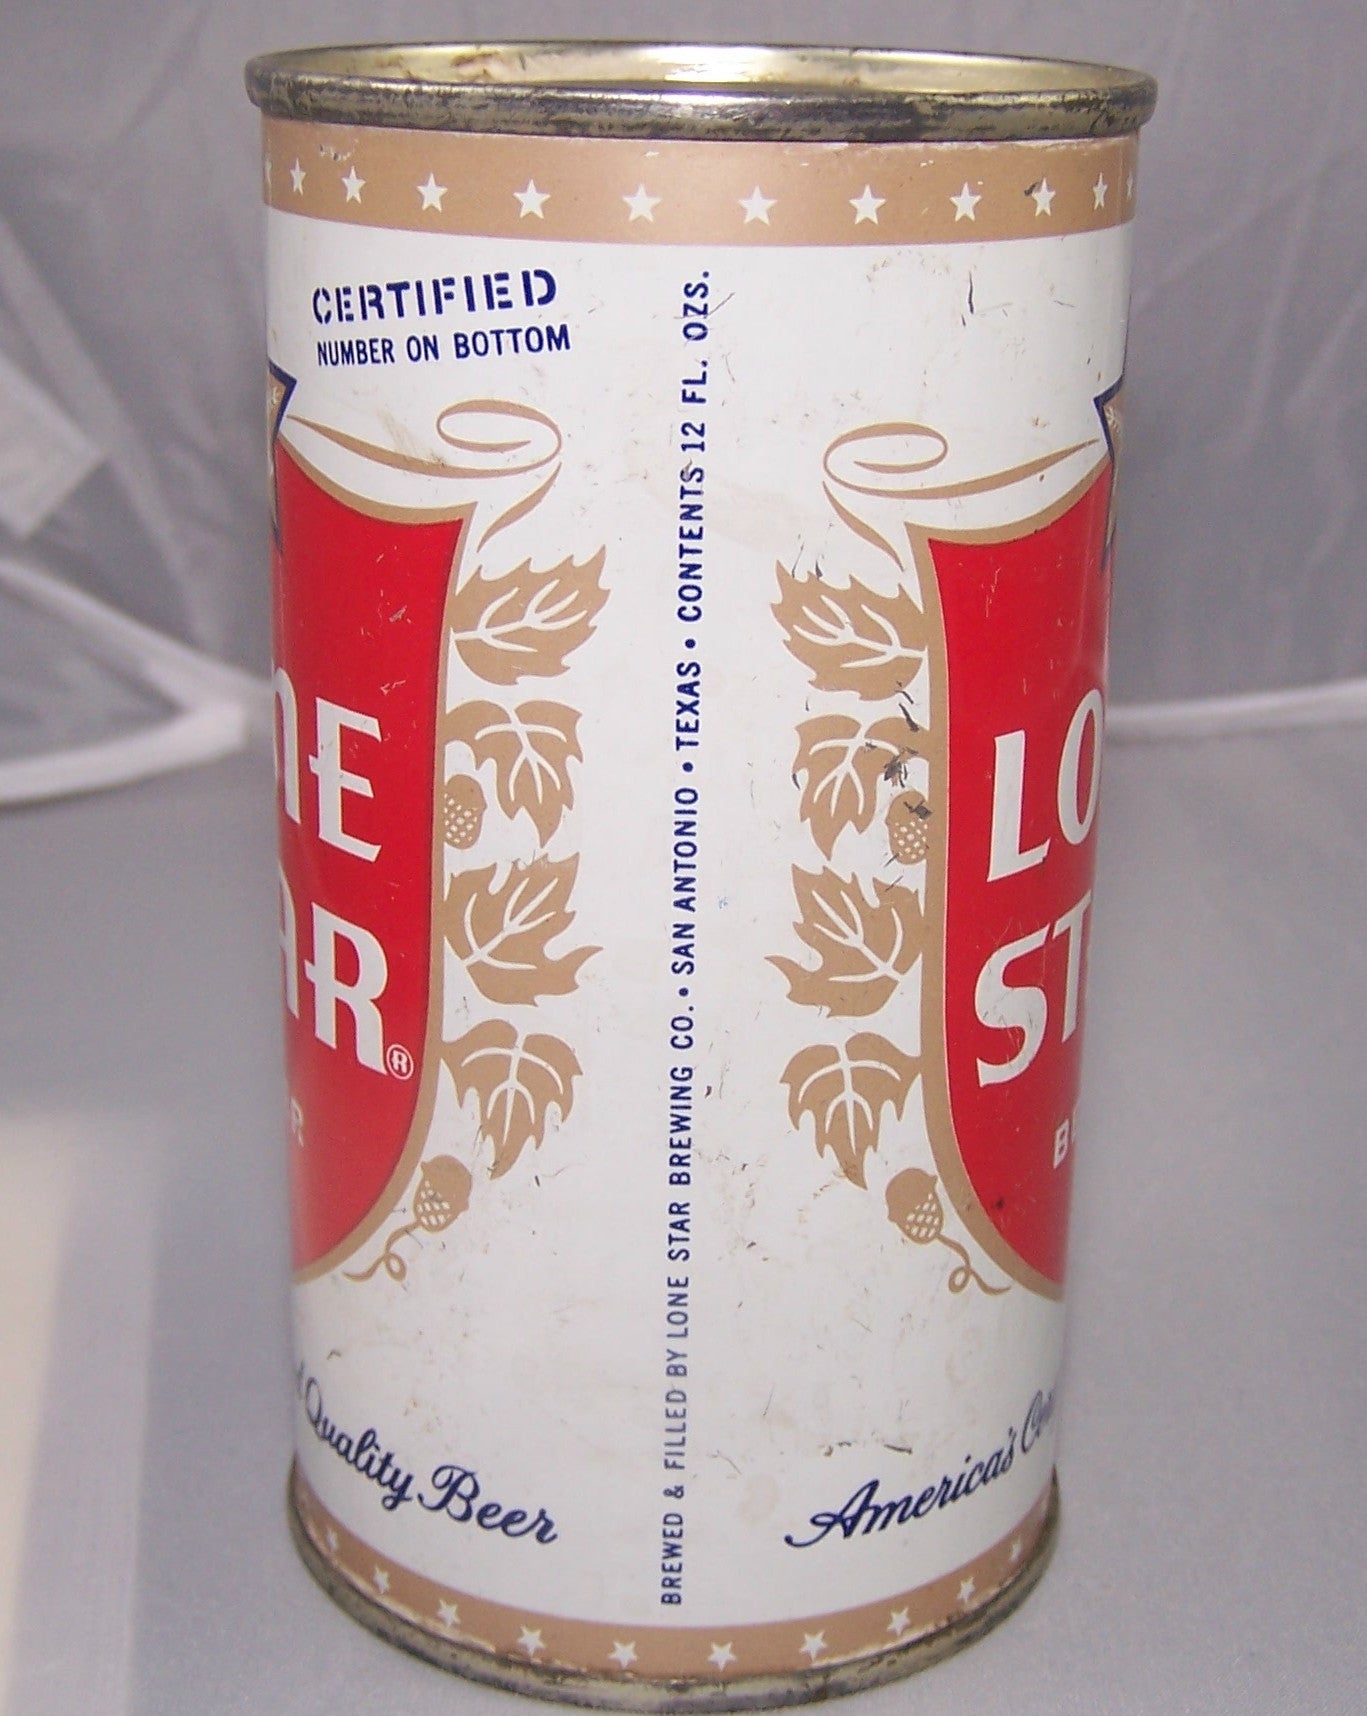 CERTIFIED
NUMBER ON BOTTOM
BREWED & FILLED BY LONE STAR BREWING CO. • SAN ANTONIO • TEXAS • CONTENTS 12 FL. OZS.
Quality Beer
America's